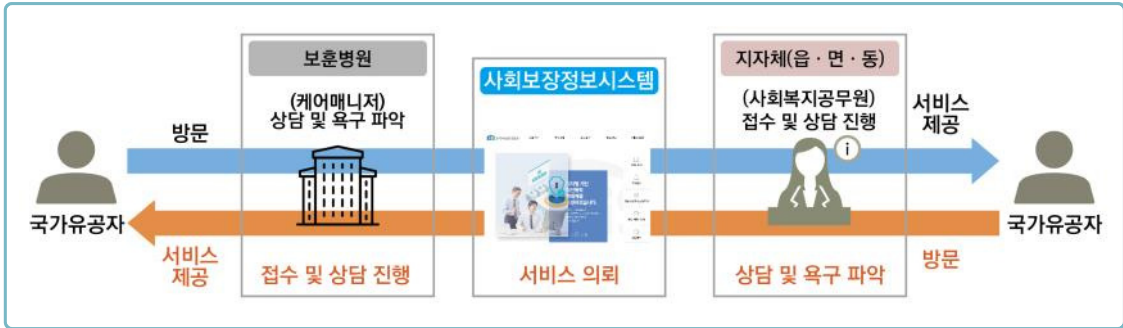 보훈병원
(케어매니저)
상담 및 욕구 파악
사회보장정보시스템
지자체(읍 · 면 · 동)
(사회복지공무원)
접수 및 상담 진행
서비스
제공
방문
국가유공자
국가유공자
서비스
제공
접수 및 상담 진행
서비스 의뢰
상담 및 욕구 파악
방문